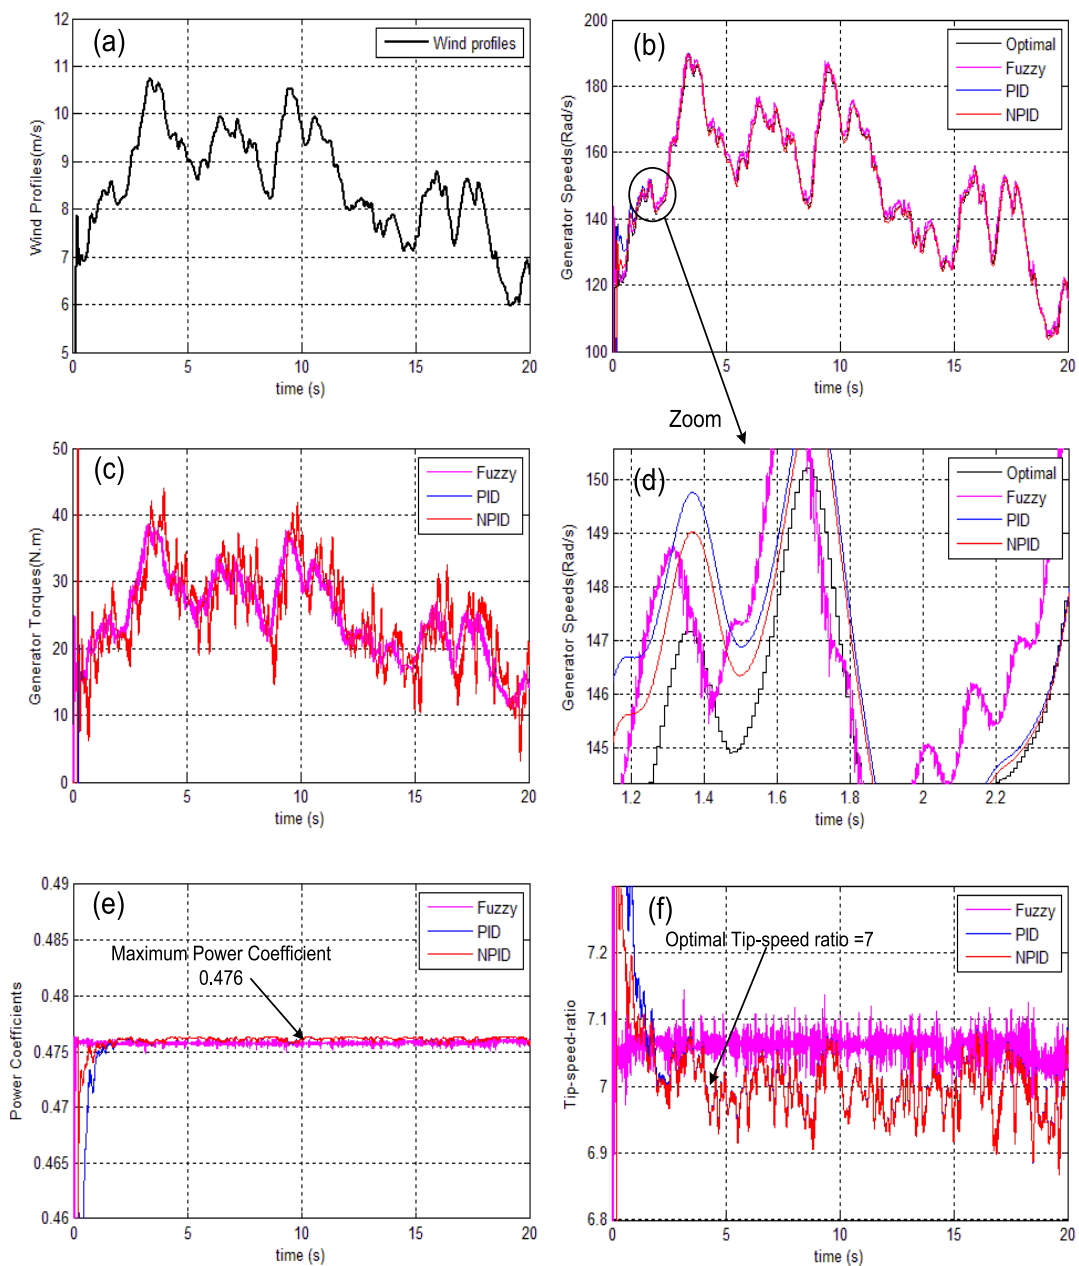 (a)
Wind profiles
12
11
10
9
8
7
6
5
0
5
10
15
20
Wind Profiles(m/s)
time (s)
(b)
Optimal
Fuzzy
PID
NPID
200
180
160
140
120
100
0
5
10
15
20
Generator Speeds(Rad/s)
time (s)
Zoom
(c)
Fuzzy
PID
NPID
50
40
30
20
10
0
0
5
10
15
20
Generator Torques(N.m)
time (s)
(d)
Optimal
Fuzzy
PID
NPID
150
149
148
147
146
145
1.2
1.4
1.6
1.8
2
2.2
Generator Speeds(Rad/s)
time (s)
(e)
Fuzzy
PID
NPID
Maximum Power Coefficient
0.476
0.49
0.485
0.48
0.475
0.47
0.465
0.46
0
5
10
15
20
Power Coefficients
time (s)
(f)
Fuzzy
PID
NPID
Optimal Tip-speed ratio =7
7.2
7.1
7
6.9
6.8
0
5
10
15
20
Tip-speed-ratio
time (s)